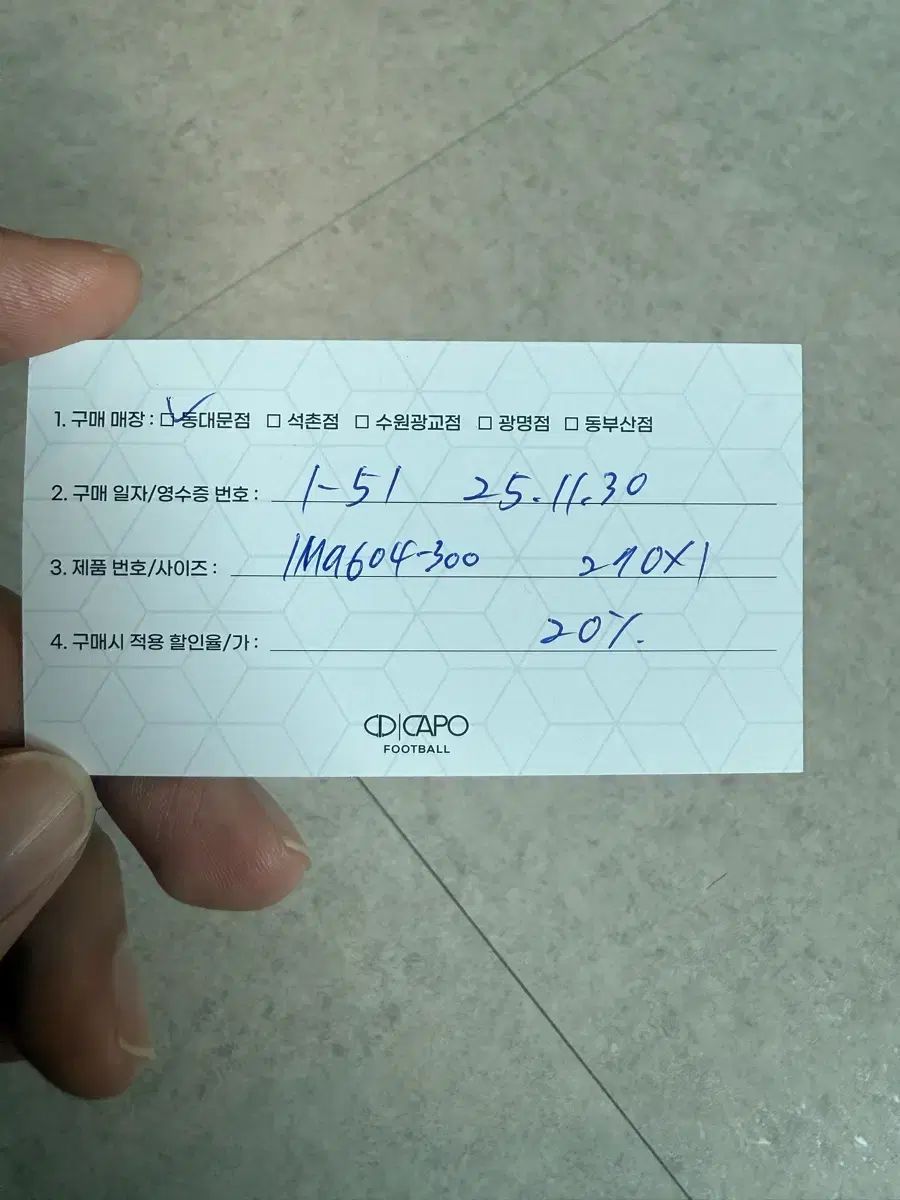 1. 구매 매장 : ☑ 동대문점 □ 석촌점 □ 수원광교점 □ 광명점 □ 동부산점
2. 구매 일자/영수증 번호 : 1-51 25.11.30
3. 제품 번호/사이즈 : IM9604-300 270X1
4. 구매시 적용 할인율/가 : 20%.
CAPO
FOOTBALL